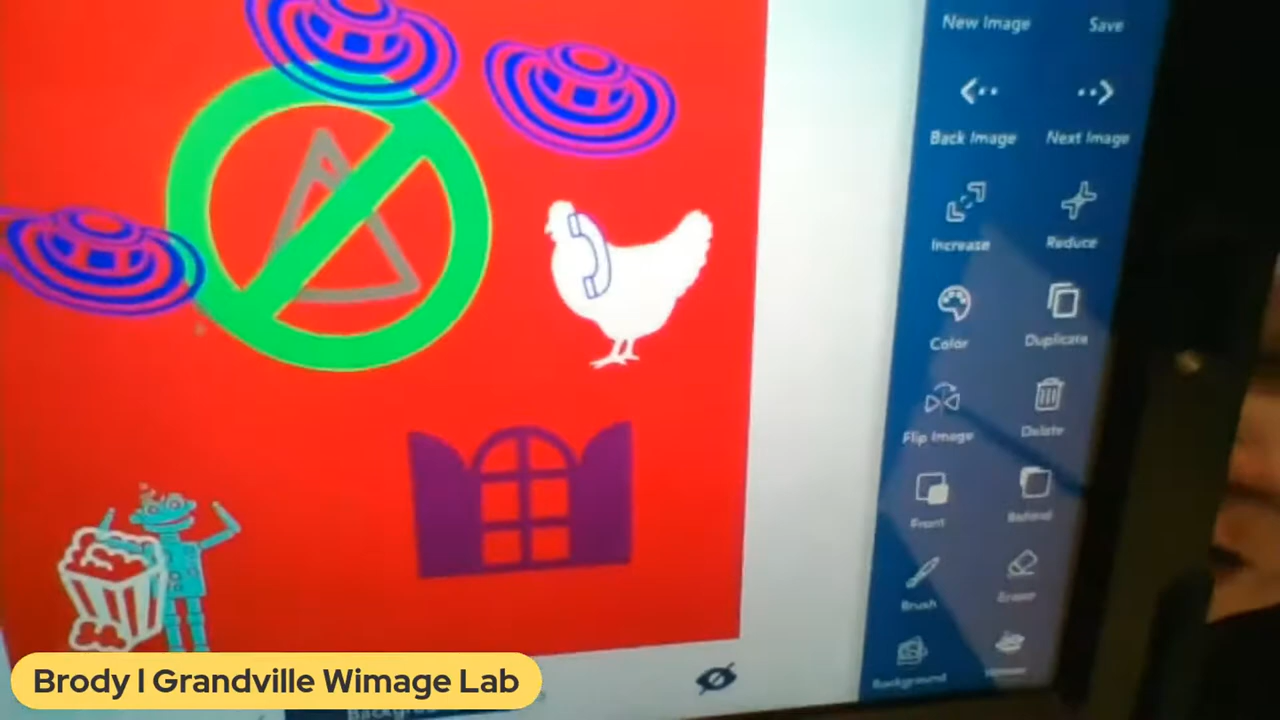 New Image Save
Back Image Next Image
Increase Reduce
Color Duplicate
Flip Image Delete
Front Behind
Brush Eraser
Background
Brody | Grandville Wimage Lab